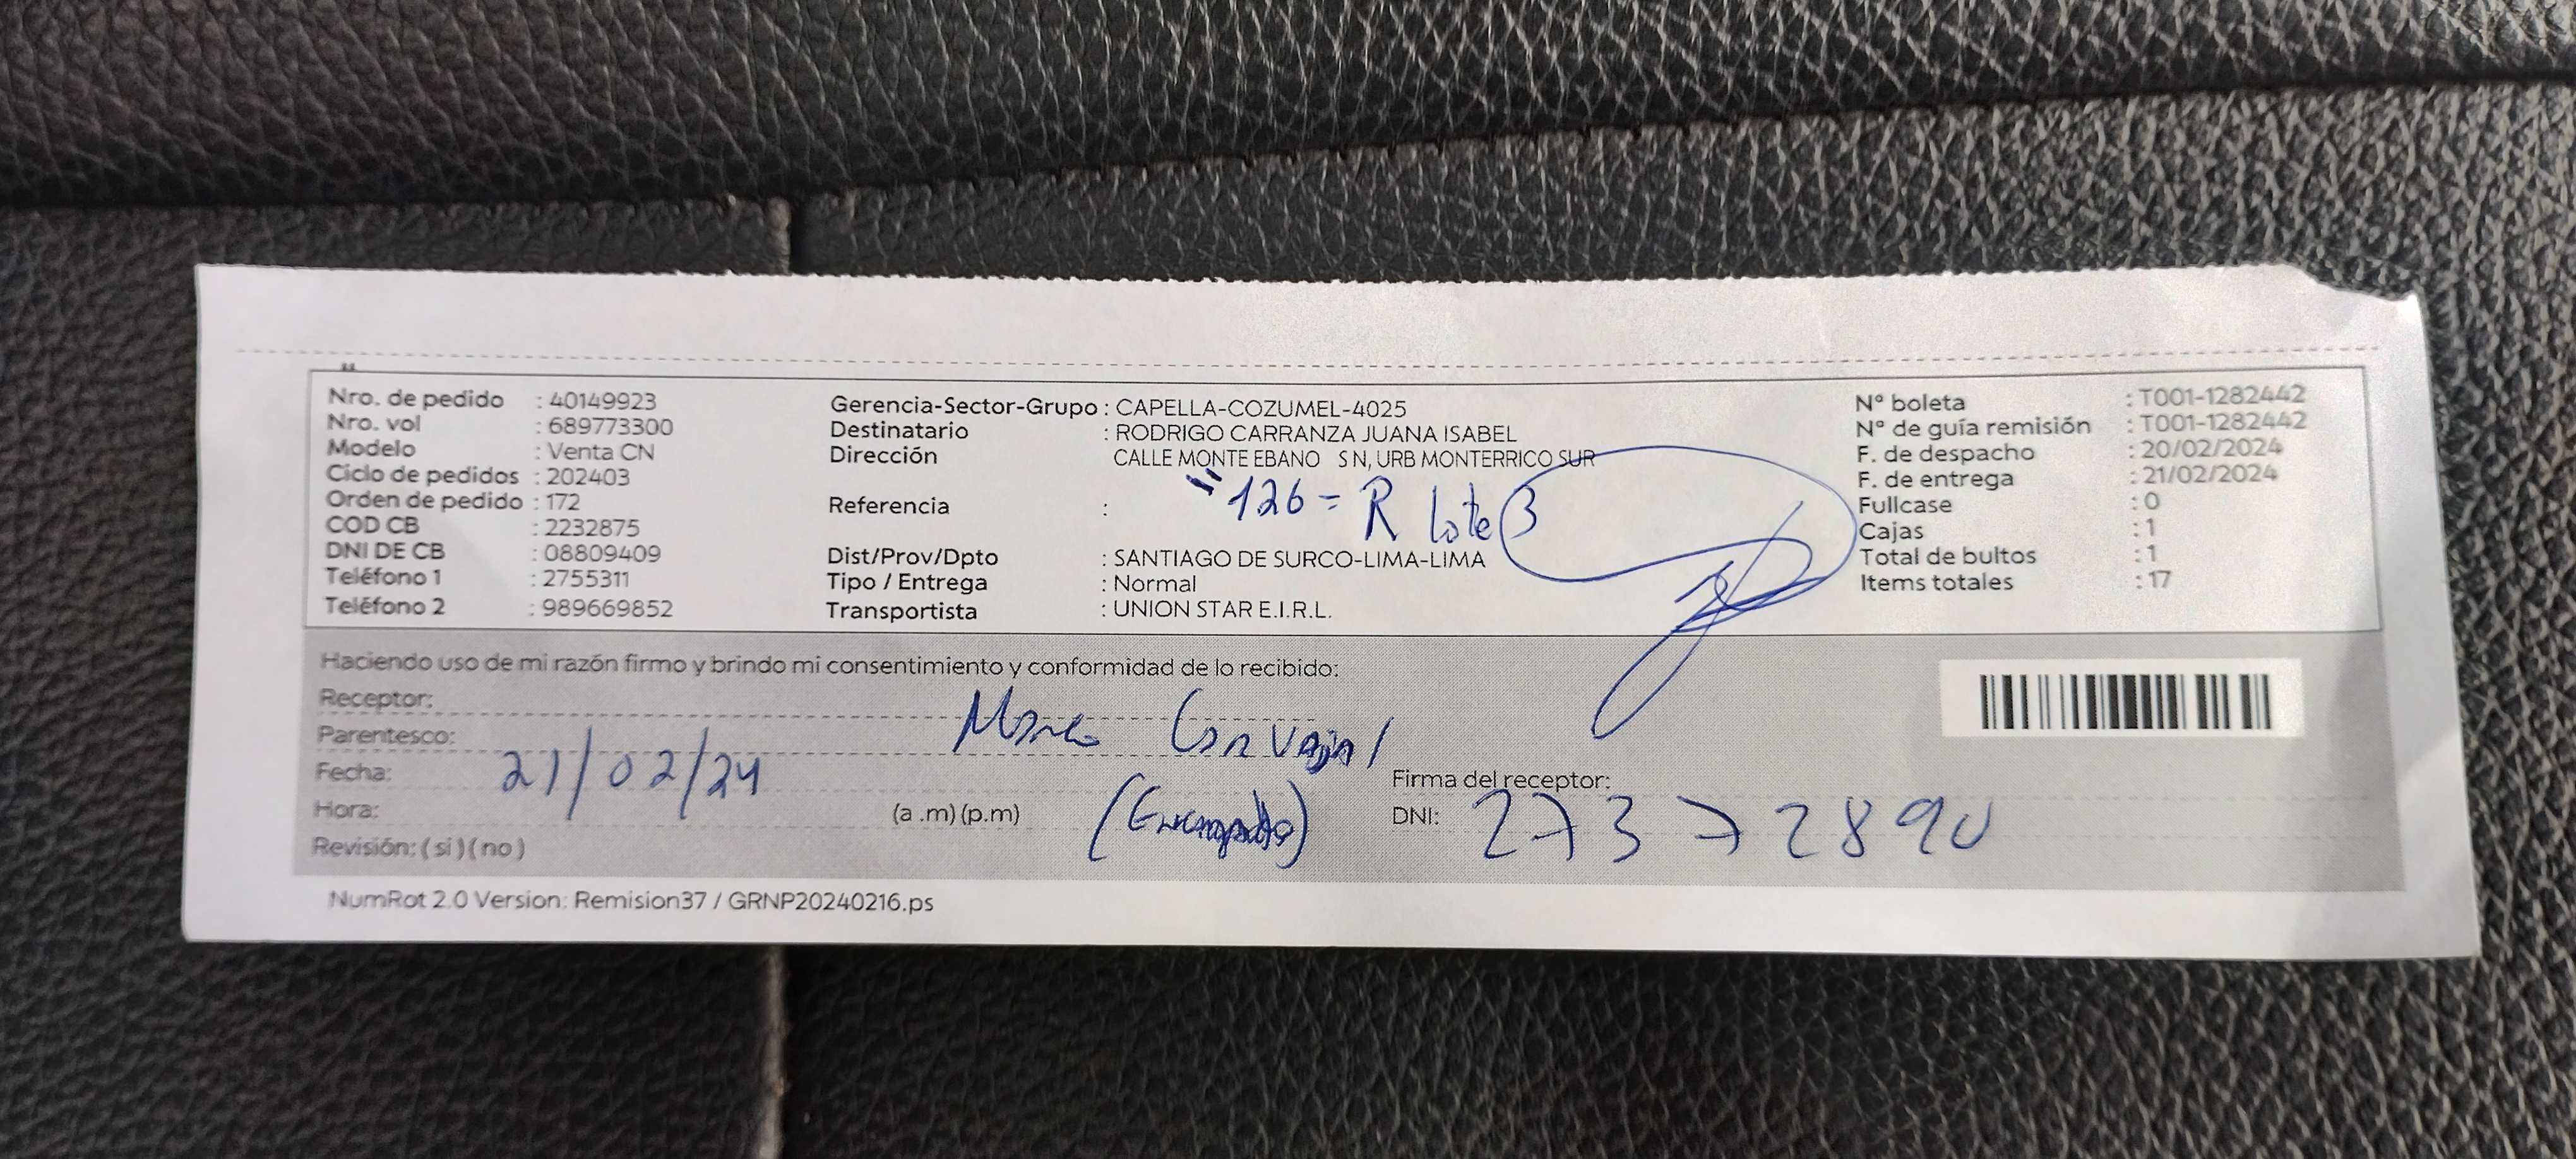 Nro. de pedido : 40149923
Nro. vol : 689773300
Modelo : Venta CN
Ciclo de pedidos : 202403
Orden de pedido : 172
COD CB : 2232875
DNI DE CB : 08809409
Teléfono 1 : 2755311
Teléfono 2 : 989669852
Gerencia-Sector-Grupo : CAPELLA-COZUMEL-4025
Destinatario : RODRIGO CARRANZA JUANA ISABEL
Dirección CALLE MONTE EBANO S N, URB MONTERRICO SUR
Referencia : "126 = R lote 3
Dist/Prov/Dpto : SANTIAGO DE SURCO-LIMA-LIMA
Tipo / Entrega : Normal
Transportista : UNION STAR E.I.R.L.
N° boleta : T001-1282442
N° de guía remisión : T001-1282442
F. de despacho : 20/02/2024
F. de entrega : 21/02/2024
Fullcase : 0
Cajas : 1
Total de bultos : 1
Items totales : 17
Haciendo uso de mi razón firmo y brindo mi consentimiento y conformidad de lo recibido:
Receptor:
Parentesco: Carvajal
Fecha: 21/02/24
Firma del receptor:
Hora: (a .m) (p.m)
DNI: 27372890
Revisión: ( si ) ( no )
NumRot 2.0 Version: Remision37 / GRNP20240216.ps